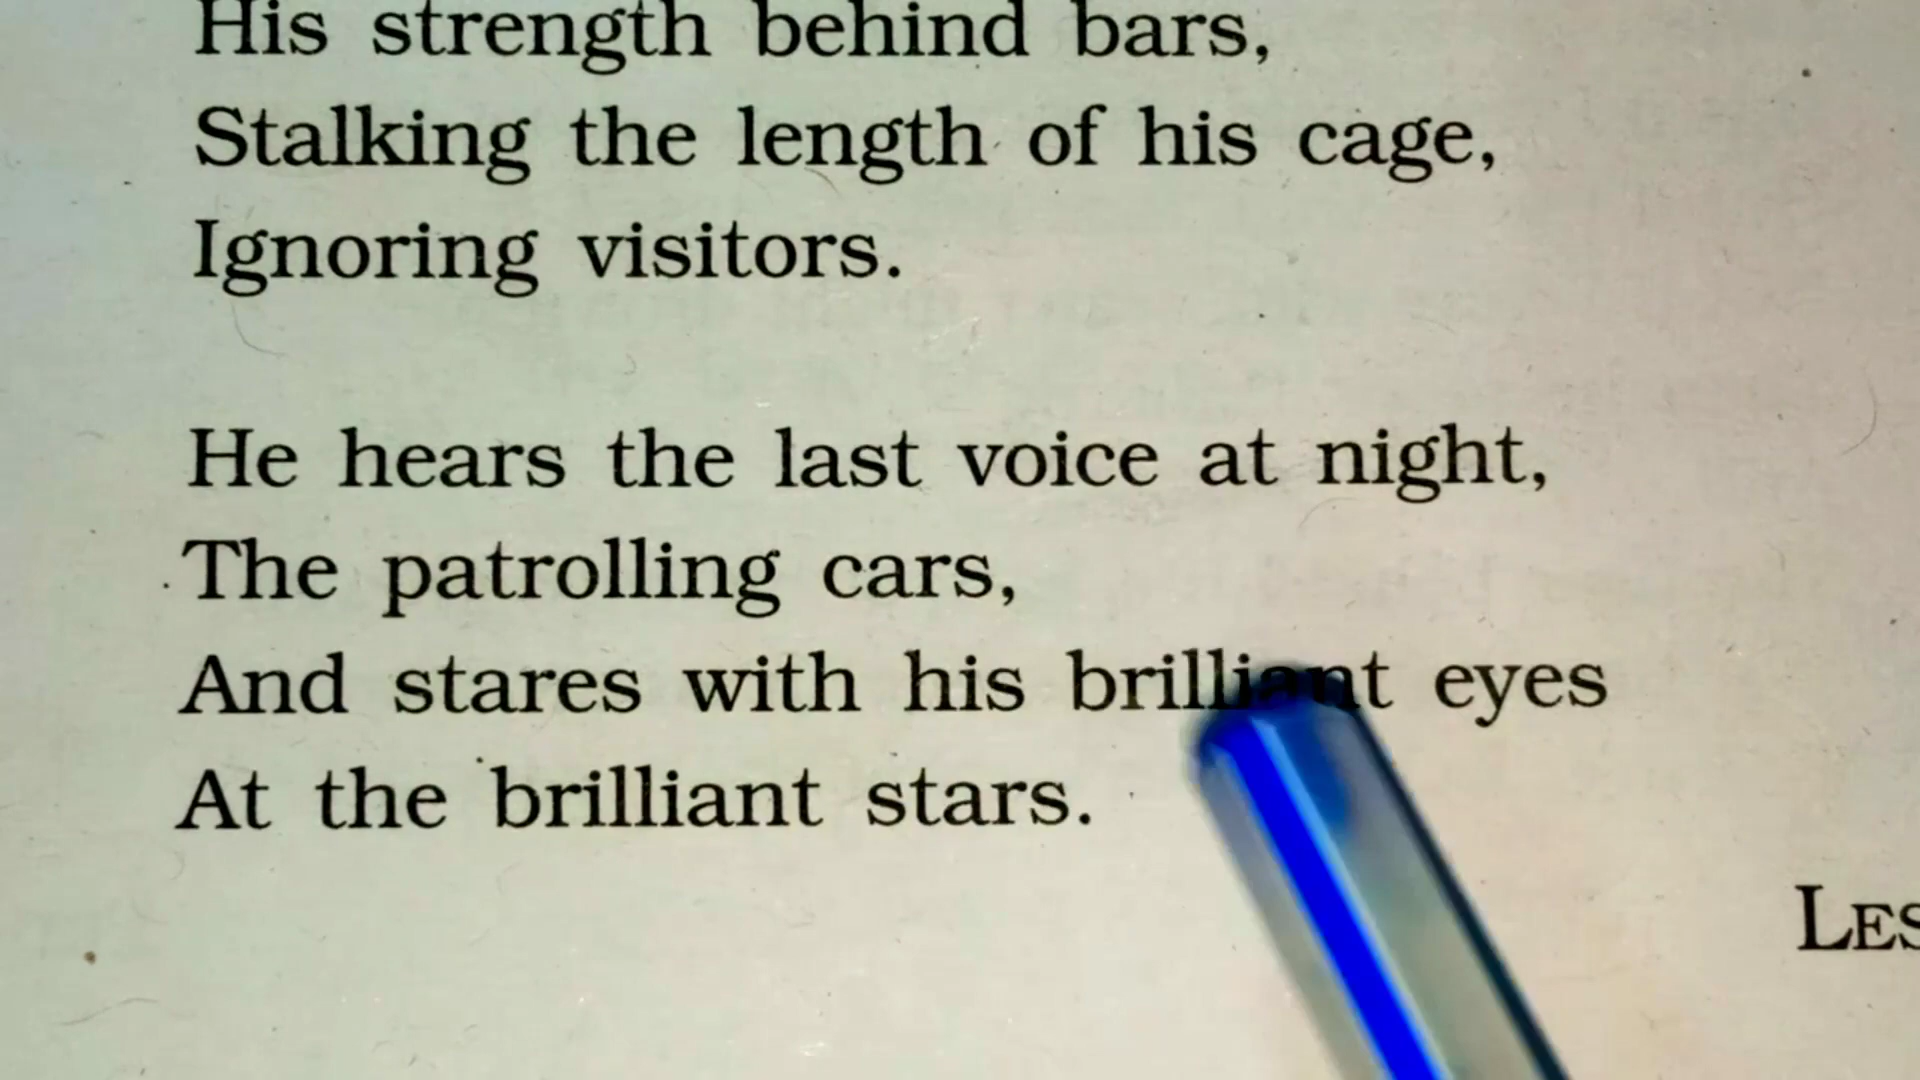 His strength behind bars,
Stalking the length of his cage,
Ignoring visitors.
He hears the last voice at night,
The patrolling cars,
And stares with his brilliant eyes
At the brilliant stars.
LES